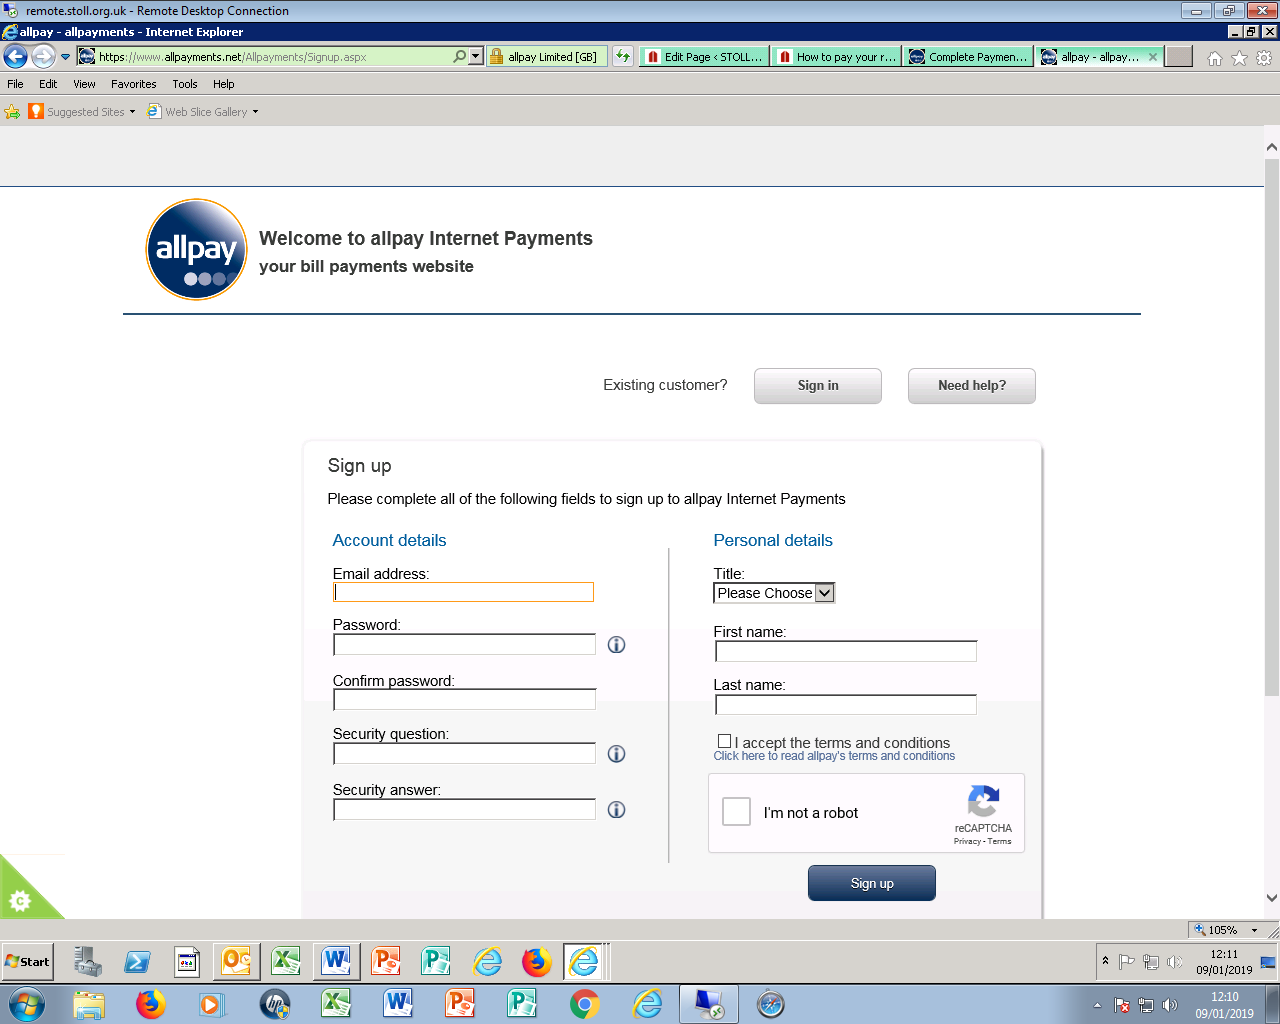 remote.stoll.org.uk - Remote Desktop Connection
allpay - allpayments - Internet Explorer
https://www.allpayments.net/Allpayments/Signup.aspx
allpay Limited [GB]
Edit Page < STOLL...
How to pay your r...
Complete Paymen...
allpay - allpay...
File Edit View Favorites Tools Help
Suggested Sites
Web Slice Gallery
allpay
Welcome to allpay Internet Payments
your bill payments website
Existing customer?
Sign in
Need help?
Sign up
Please complete all of the following fields to sign up to allpay Internet Payments
Account details
Email address:
Password:
Confirm password:
Security question:
Security answer:
Personal details
Title:
Please Choose
First name:
Last name:
I accept the terms and conditions
Click here to read allpay's terms and conditions
I'm not a robot
reCAPTCHA
Privacy - Terms
Sign up
105%
Start
12:11
09/01/2019
12:10
09/01/2019